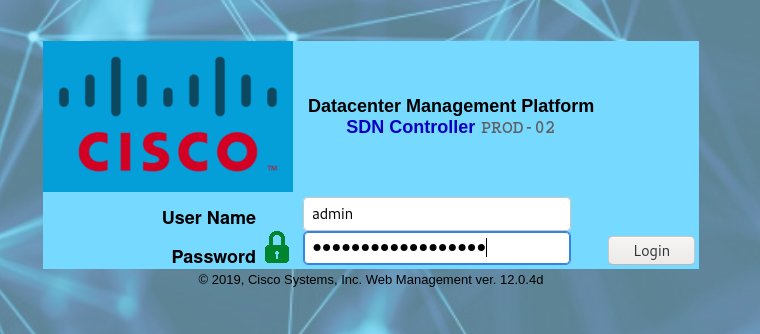 CISCO™
Datacenter Management Platform
SDN Controller PROD-02
User Name
admin
Password
••••••••••••••••••
Login
© 2019, Cisco Systems, Inc. Web Management ver. 12.0.4d